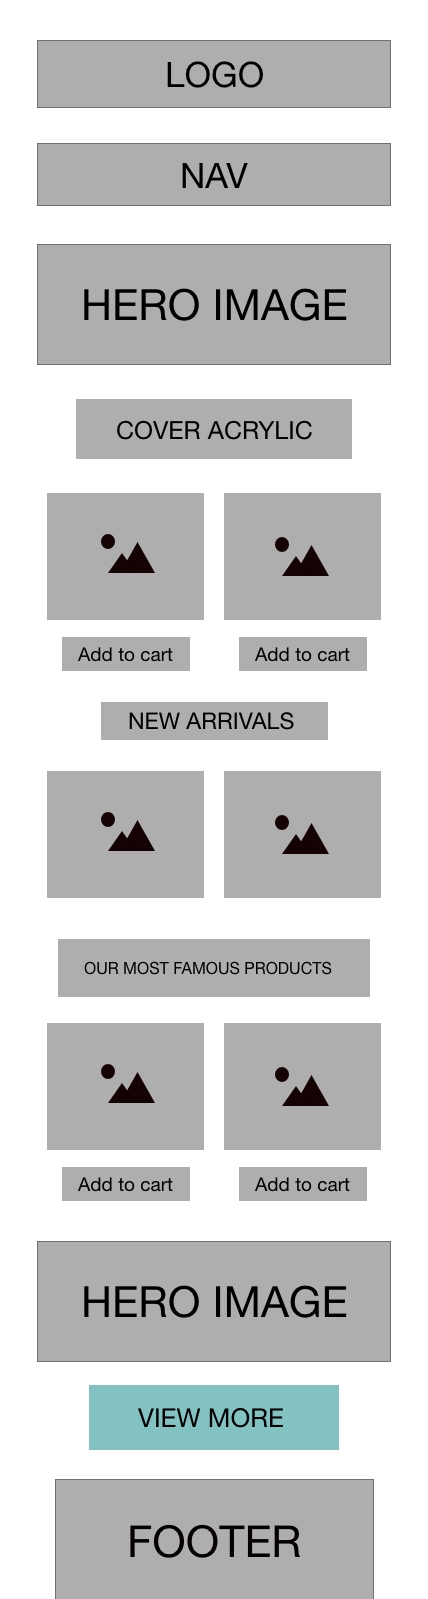 LOGO
NAV
HERO IMAGE
COVER ACRYLIC
Add to cart
Add to cart
NEW ARRIVALS
OUR MOST FAMOUS PRODUCTS
Add to cart
Add to cart
HERO IMAGE
VIEW MORE
FOOTER